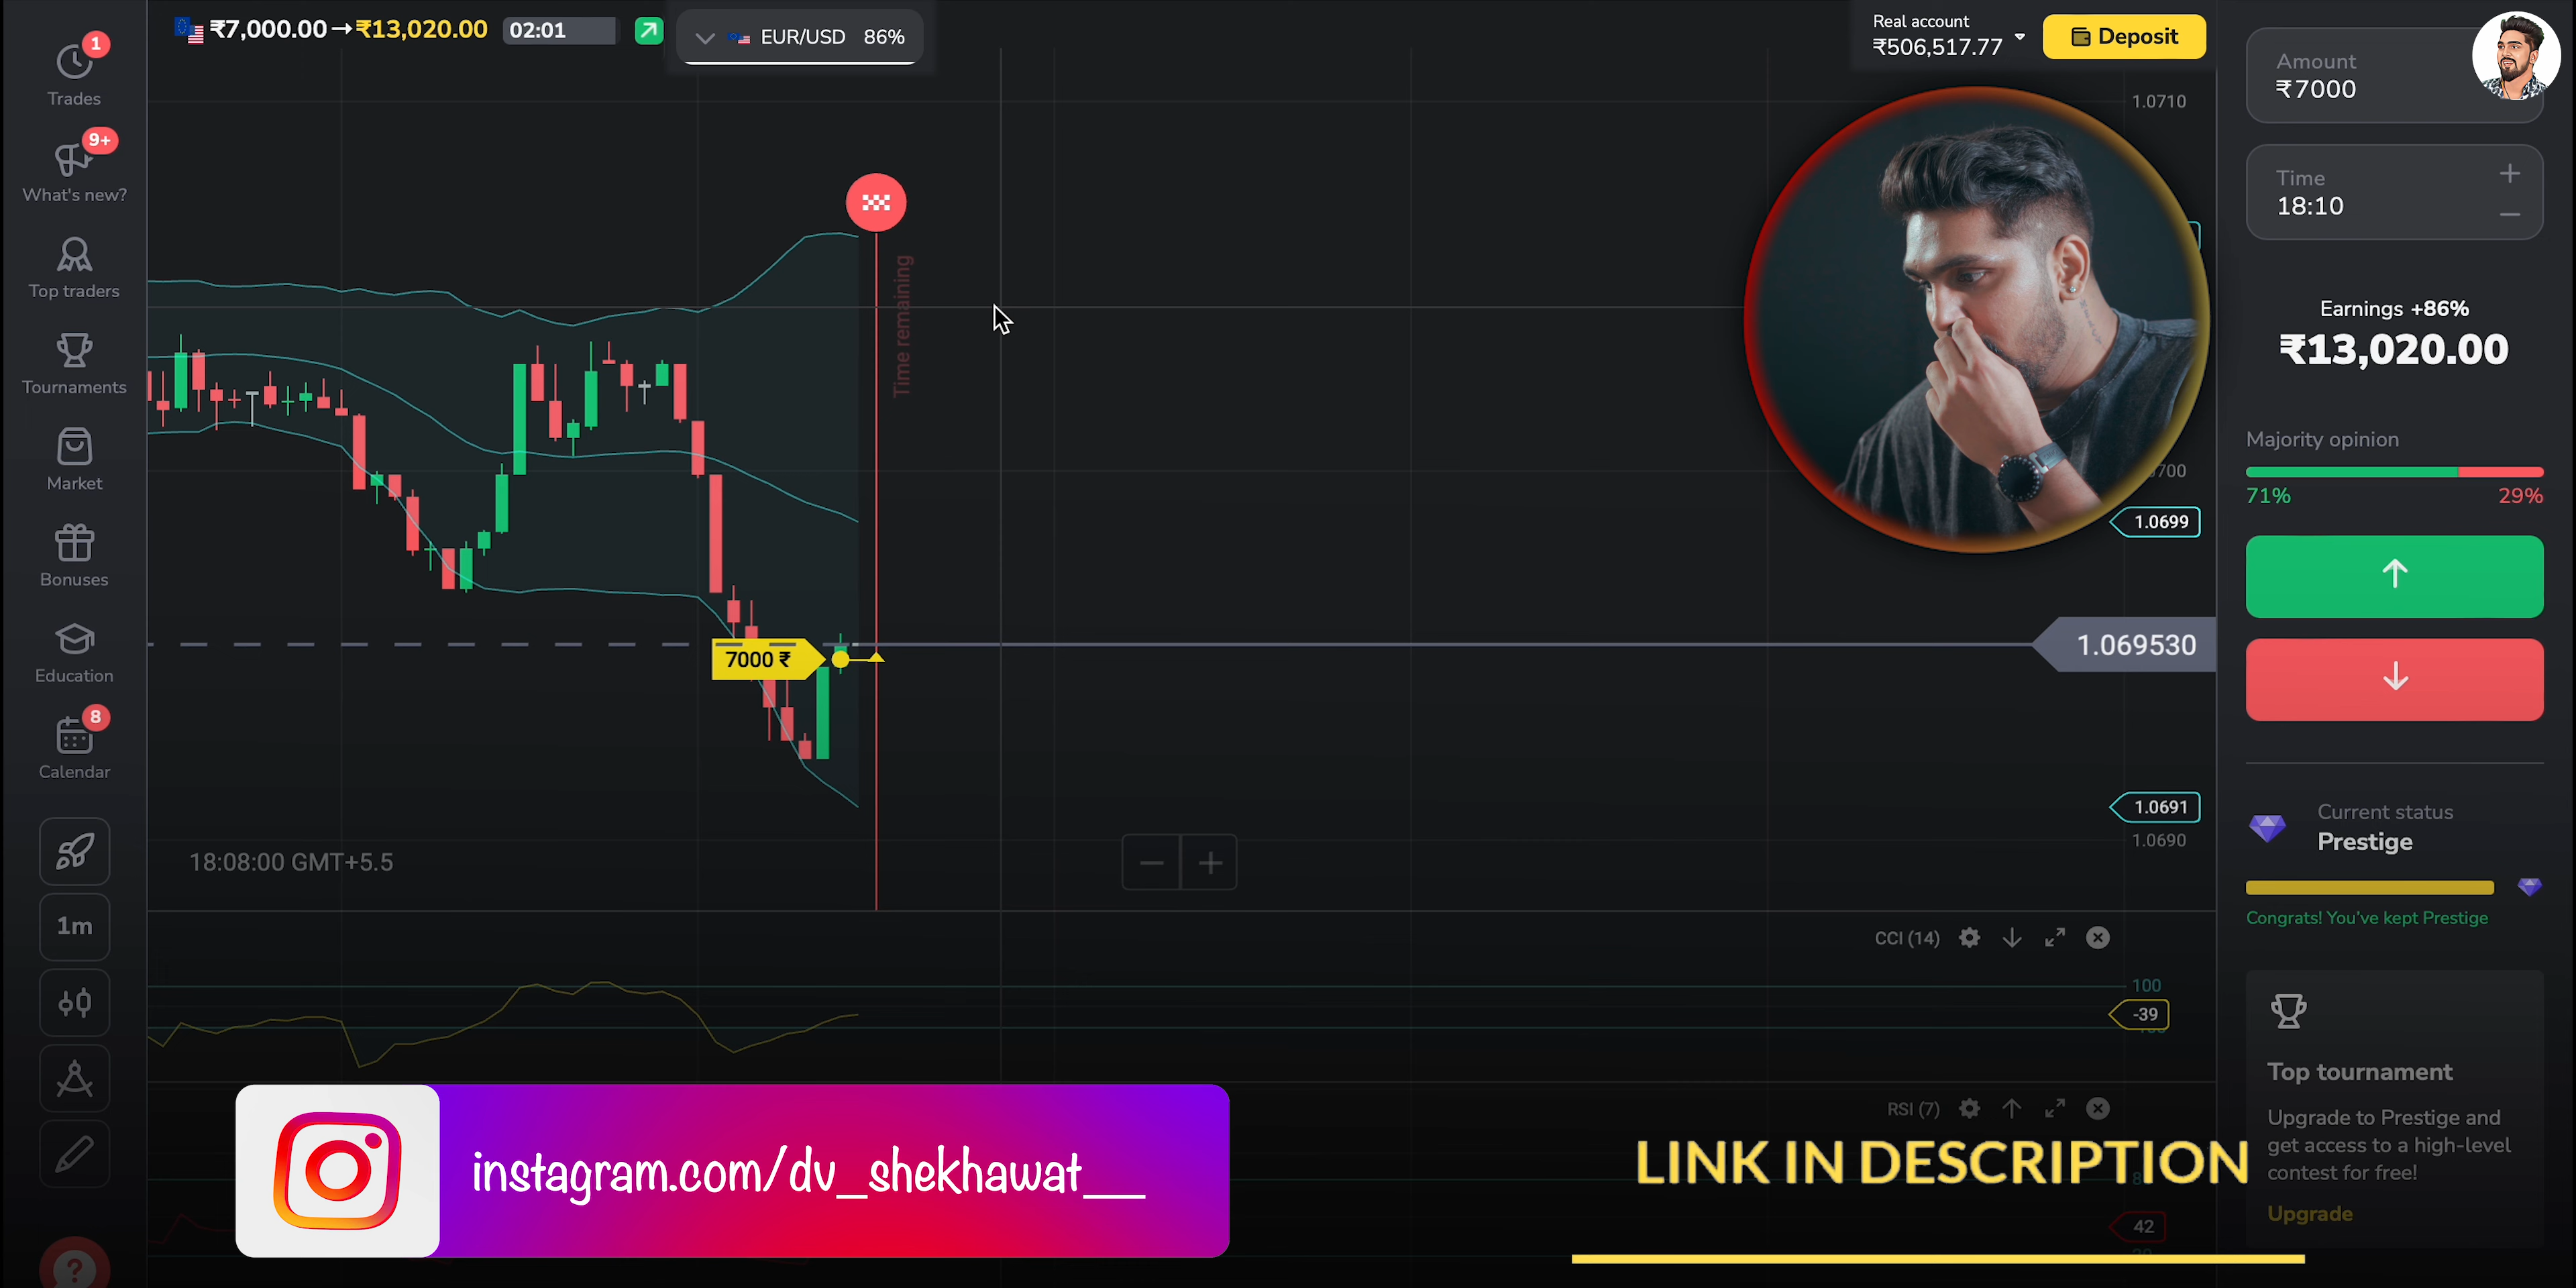 ₹7,000.00→₹13,020.00
02:01
EUR/USD 86%
Real account
₹506,517.77
Deposit
1
Trades
9+
What's new?
Top traders
Tournaments
Market
Bonuses
Education
8
Calendar
1m
?
Time remaining
7000 ₹
18:08:00 GMT+5.5
1.0710
1.0699
1.069530
1.0691
1.0690
CCI (14)
100
-39
RSI (7)
42
Amount
₹7000
Time
18:10
Earnings +86%
₹13,020.00
Majority opinion
71% 29%
Current status
Prestige
Congrats! You've kept Prestige
Top tournament
Upgrade to Prestige and
get access to a high-level
contest for free!
Upgrade
instagram.com/dv_shekhawat__
LINK IN DESCRIPTION